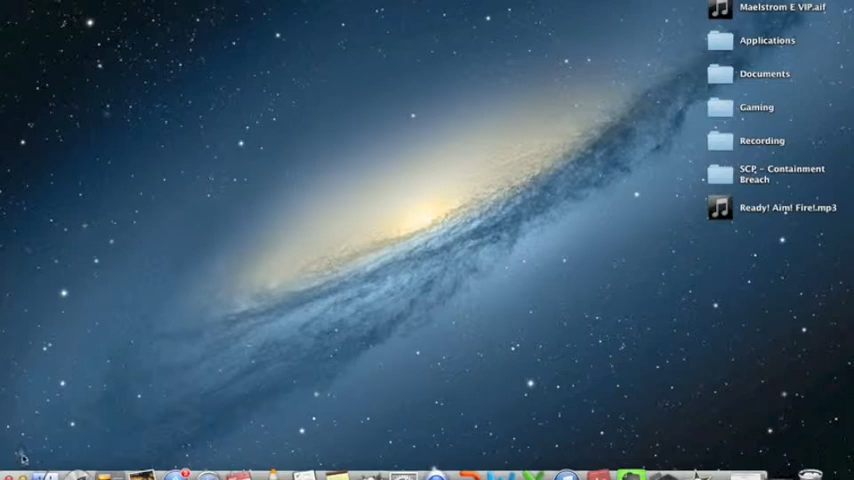 Maelstrom E VIP.aif
Applications
Documents
Gaming
Recording
SCP - Containment
Breach
Ready! Aim! Fire!.mp3